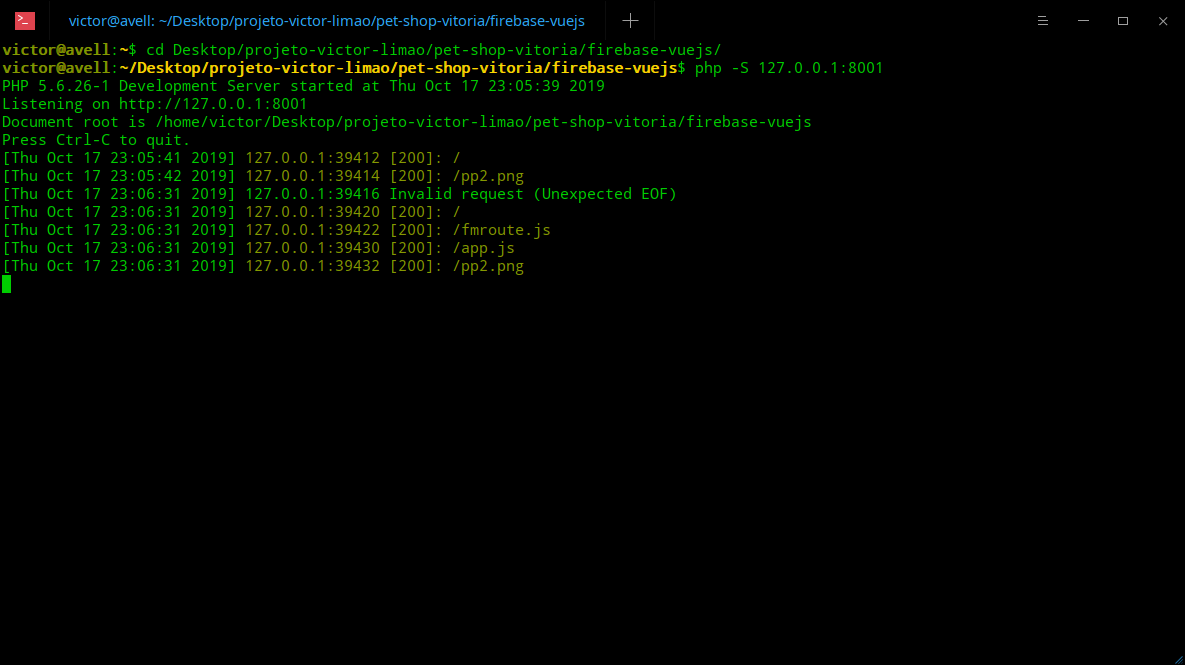 victor@avell: ~/Desktop/projeto-victor-limao/pet-shop-vitoria/firebase-vuejs
victor@avell:~$ cd Desktop/projeto-victor-limao/pet-shop-vitoria/firebase-vuejs/
victor@avell:~/Desktop/projeto-victor-limao/pet-shop-vitoria/firebase-vuejs$ php -S 127.0.0.1:8001
PHP 5.6.26-1 Development Server started at Thu Oct 17 23:05:39 2019
Listening on http://127.0.0.1:8001
Document root is /home/victor/Desktop/projeto-victor-limao/pet-shop-vitoria/firebase-vuejs
Press Ctrl-C to quit.
[Thu Oct 17 23:05:41 2019] 127.0.0.1:39412 [200]: /
[Thu Oct 17 23:05:42 2019] 127.0.0.1:39414 [200]: /pp2.png
[Thu Oct 17 23:06:31 2019] 127.0.0.1:39416 Invalid request (Unexpected EOF)
[Thu Oct 17 23:06:31 2019] 127.0.0.1:39420 [200]: /
[Thu Oct 17 23:06:31 2019] 127.0.0.1:39422 [200]: /fmroute.js
[Thu Oct 17 23:06:31 2019] 127.0.0.1:39430 [200]: /app.js
[Thu Oct 17 23:06:31 2019] 127.0.0.1:39432 [200]: /pp2.png